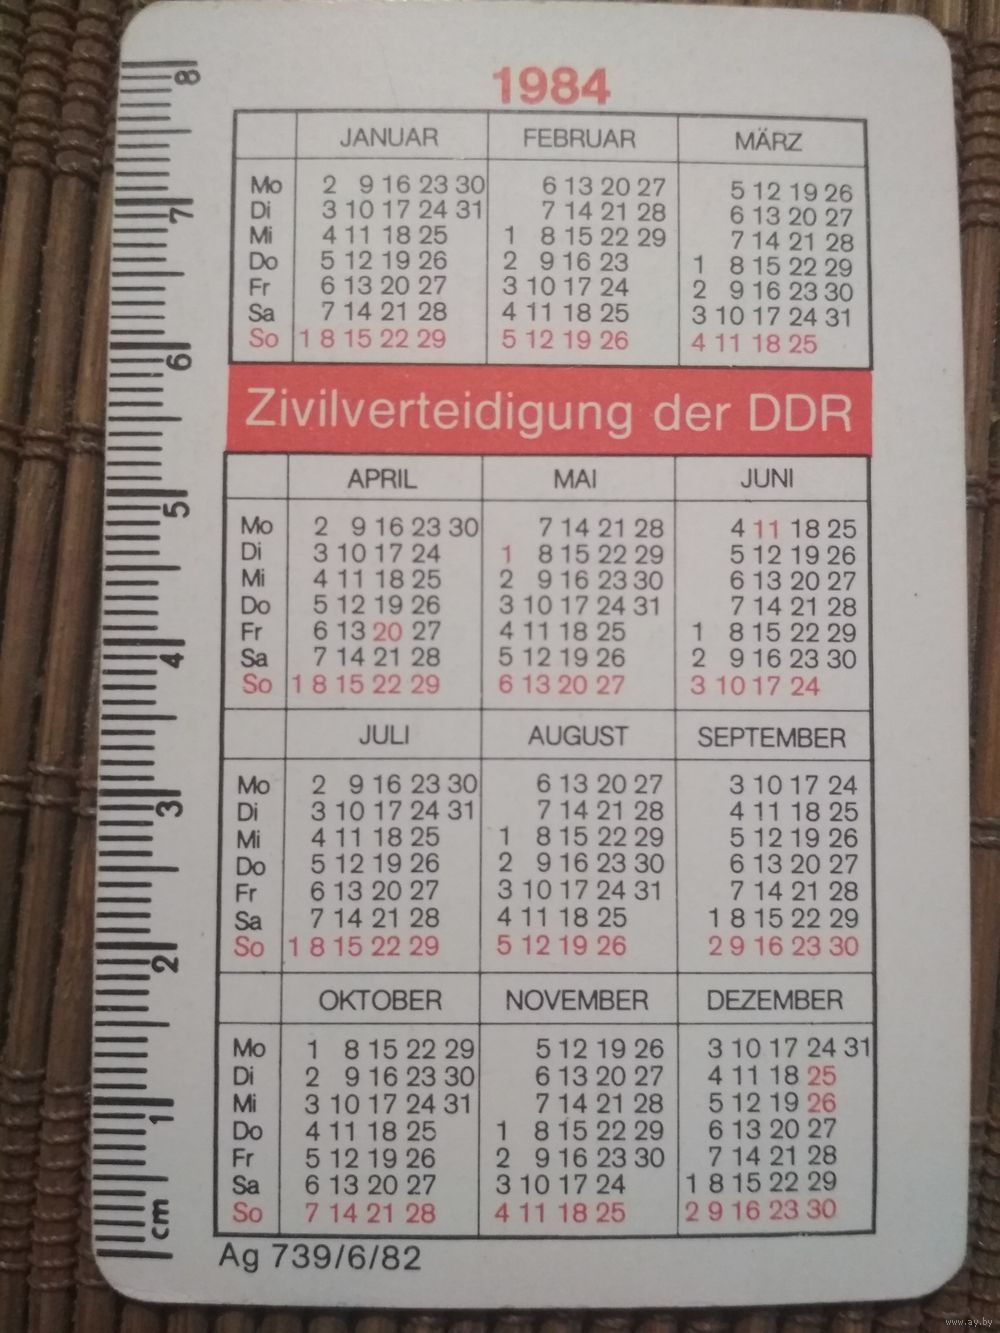 1984
JANUAR FEBRUAR MÄRZ
Mo 2 9 16 23 30 6 13 20 27 5 12 19 26
Di 3 10 17 24 31 7 14 21 28 6 13 20 27
Mi 4 11 18 25 1 8 15 22 29 7 14 21 28
Do 5 12 19 26 2 9 16 23 1 8 15 22 29
Fr 6 13 20 27 3 10 17 24 2 9 16 23 30
Sa 7 14 21 28 4 11 18 25 3 10 17 24 31
So 1 8 15 22 29 5 12 19 26 4 11 18 25
Zivilverteidigung der DDR
APRIL MAI JUNI
Mo 2 9 16 23 30 7 14 21 28 4 11 18 25
Di 3 10 17 24 1 8 15 22 29 5 12 19 26
Mi 4 11 18 25 2 9 16 23 30 6 13 20 27
Do 5 12 19 26 3 10 17 24 31 7 14 21 28
Fr 6 13 20 27 4 11 18 25 1 8 15 22 29
Sa 7 14 21 28 5 12 19 26 2 9 16 23 30
So 1 8 15 22 29 6 13 20 27 3 10 17 24
JULI AUGUST SEPTEMBER
Mo 2 9 16 23 30 6 13 20 27 3 10 17 24
Di 3 10 17 24 31 7 14 21 28 4 11 18 25
Mi 4 11 18 25 1 8 15 22 29 5 12 19 26
Do 5 12 19 26 2 9 16 23 30 6 13 20 27
Fr 6 13 20 27 3 10 17 24 31 7 14 21 28
Sa 7 14 21 28 4 11 18 25 1 8 15 22 29
So 1 8 15 22 29 5 12 19 26 2 9 16 23 30
OKTOBER NOVEMBER DEZEMBER
Mo 1 8 15 22 29 5 12 19 26 3 10 17 24 31
Di 2 9 16 23 30 6 13 20 27 4 11 18 25
Mi 3 10 17 24 31 7 14 21 28 5 12 19 26
Do 4 11 18 25 1 8 15 22 29 6 13 20 27
Fr 5 12 19 26 2 9 16 23 30 7 14 21 28
Sa 6 13 20 27 3 10 17 24 1 8 15 22 29
So 7 14 21 28 4 11 18 25 2 9 16 23 30
Ag 739/6/82
cm 1 2 3 4 5 6 7 8
www.ay.by